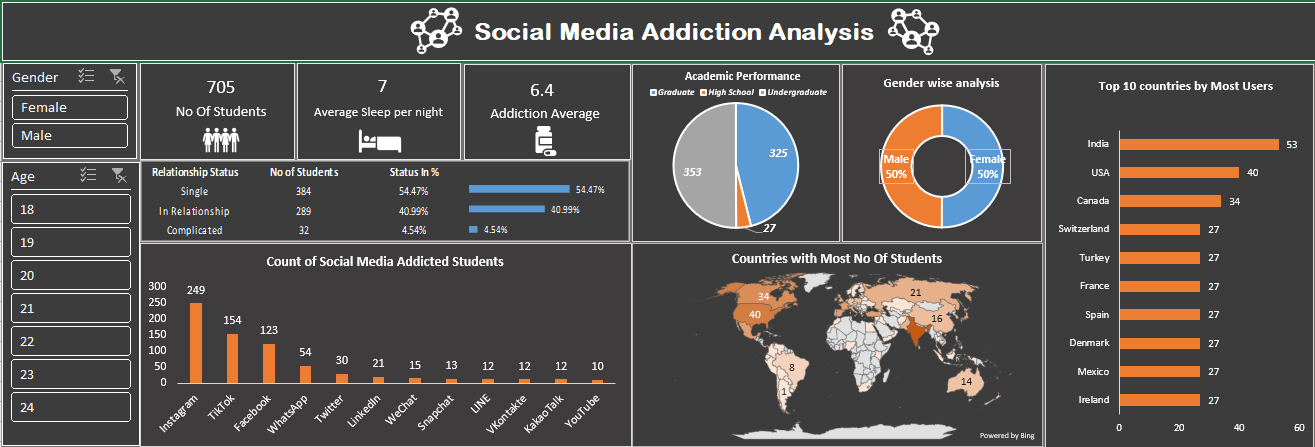 Social Media Addiction Analysis
Gender
Female
Male
Age
18
19
20
21
22
23
24
705
No Of Students
7
Average Sleep per night
6.4
Addiction Average
Relationship Status No of Students Status In %
Single 384 54.47% 54.47%
In Relationship 289 40.99% 40.99%
Complicated 32 4.54% 4.54%
Academic Performance
Graduate High School Undergraduate
325
353
27
Gender wise analysis
Male
50%
Female
50%
Top 10 countries by Most Users
India 53
USA 40
Canada 34
Switzerland 27
Turkey 27
France 27
Spain 27
Denmark 27
Mexico 27
Ireland 27
0 20 40 60
Count of Social Media Addicted Students
300
250
200
150
100
50
0
249 154 123 54 30 21 15 13 12 12 12 10
Instagram TikTok Facebook WhatsApp Twitter LinkedIn WeChat Snapchat LINE VKontakte KakaoTalk YouTube
Countries with Most No Of Students
34
40
21
16
8
1
14
Powered by Bing